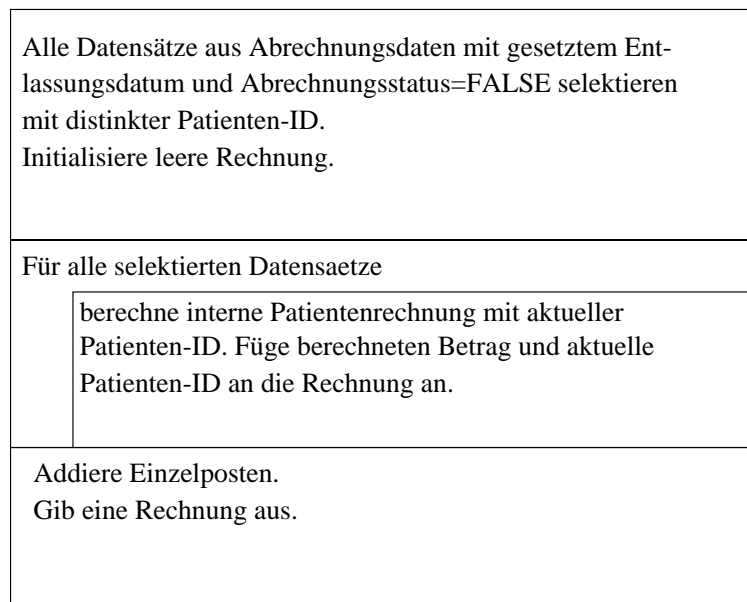 Alle Datensätze aus Abrechnungsdaten mit gesetztem Ent-
lassungsdatum und Abrechnungsstatus=FALSE selektieren
mit distinkter Patienten-ID.
Initialisiere leere Rechnung.
Für alle selektierten Datensaetze
berechne interne Patientenrechnung mit aktueller
Patienten-ID. Füge berechneten Betrag und aktuelle
Patienten-ID an die Rechnung an.
Addiere Einzelposten.
Gib eine Rechnung aus.